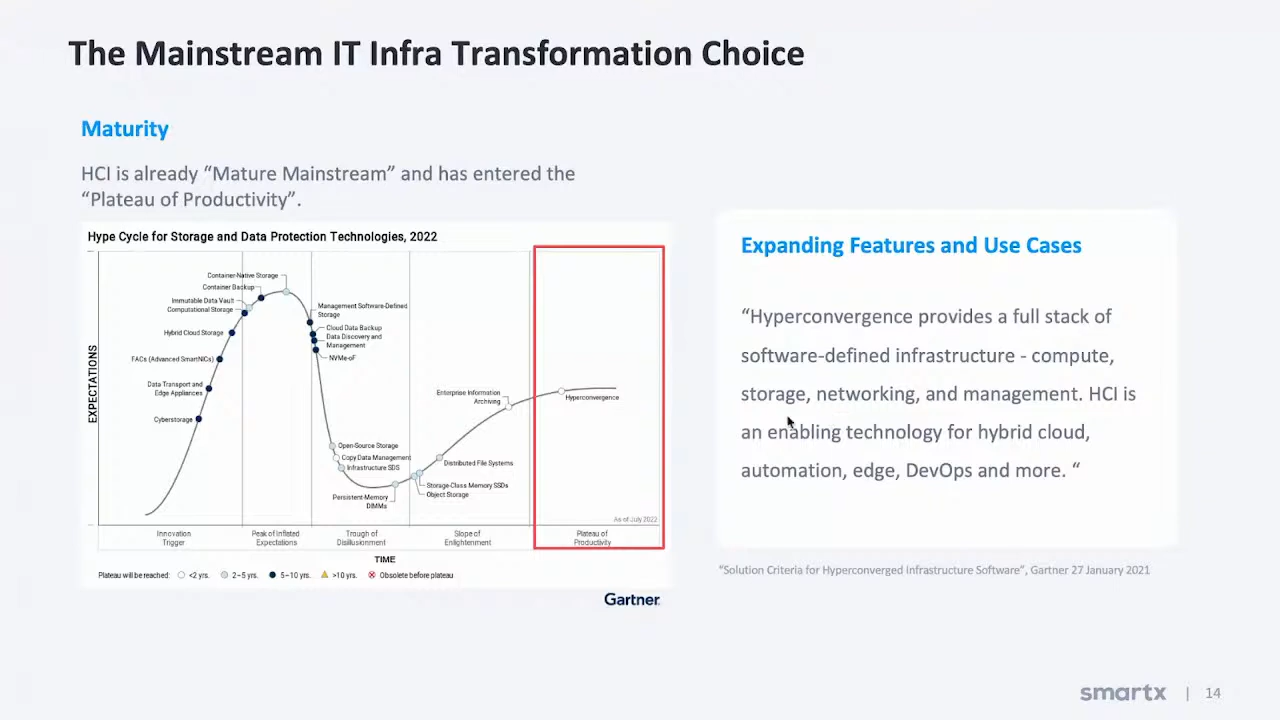 The Mainstream IT Infra Transformation Choice
Maturity
HCI is already “Mature Mainstream” and has entered the
“Plateau of Productivity”.
Hype Cycle for Storage and Data Protection Technologies, 2022
Container-Native Storage
Container Backup
Immutable Data Vault
Computational Storage
Hybrid Cloud Storage
FACs (Advanced SmartNICs)
Data Transport and
Edge Appliances
Cyberstorage
Management Software-Defined
Storage
Cloud Data Backup
Data Discovery and
Management
NVMe-oF
Open-Source Storage
Copy Data Management
Infrastructure SDS
Persistent-Memory
DIMMs
Enterprise Information
Archiving
Distributed File Systems
Storage-Class Memory SSDs
Object Storage
Hyperconvergence
EXPECTATIONS
As of July 2022
Innovation
Trigger
Peak of Inflated
Expectations
Trough of
Disillusionment
Slope of
Enlightenment
Plateau of
Productivity
TIME
Plateau will be reached: <2 yrs. 2–5 yrs. 5–10 yrs. >10 yrs. Obsolete before plateau
Gartner.
Expanding Features and Use Cases
“Hyperconvergence provides a full stack of
software-defined infrastructure - compute,
storage, networking, and management. HCI is
an enabling technology for hybrid cloud,
automation, edge, DevOps and more. “
“Solution Criteria for Hyperconverged Infrastructure Software”, Gartner 27 January 2021
smartx | 14